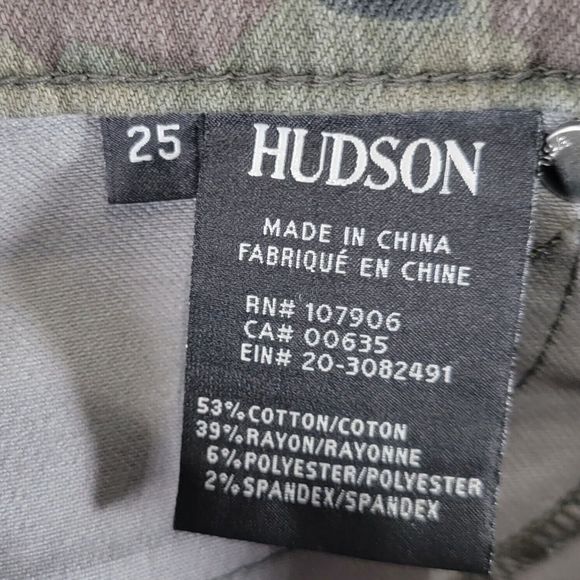 25
HUDSON
MADE IN CHINA
FABRIQUÉ EN CHINE
RN# 107906
CA# 00635
EIN# 20-3082491
53%COTTON/COTON
39%RAYON/RAYONNE
6%POLYESTER/POLYESTER
2%SPANDEX/SPANDEX